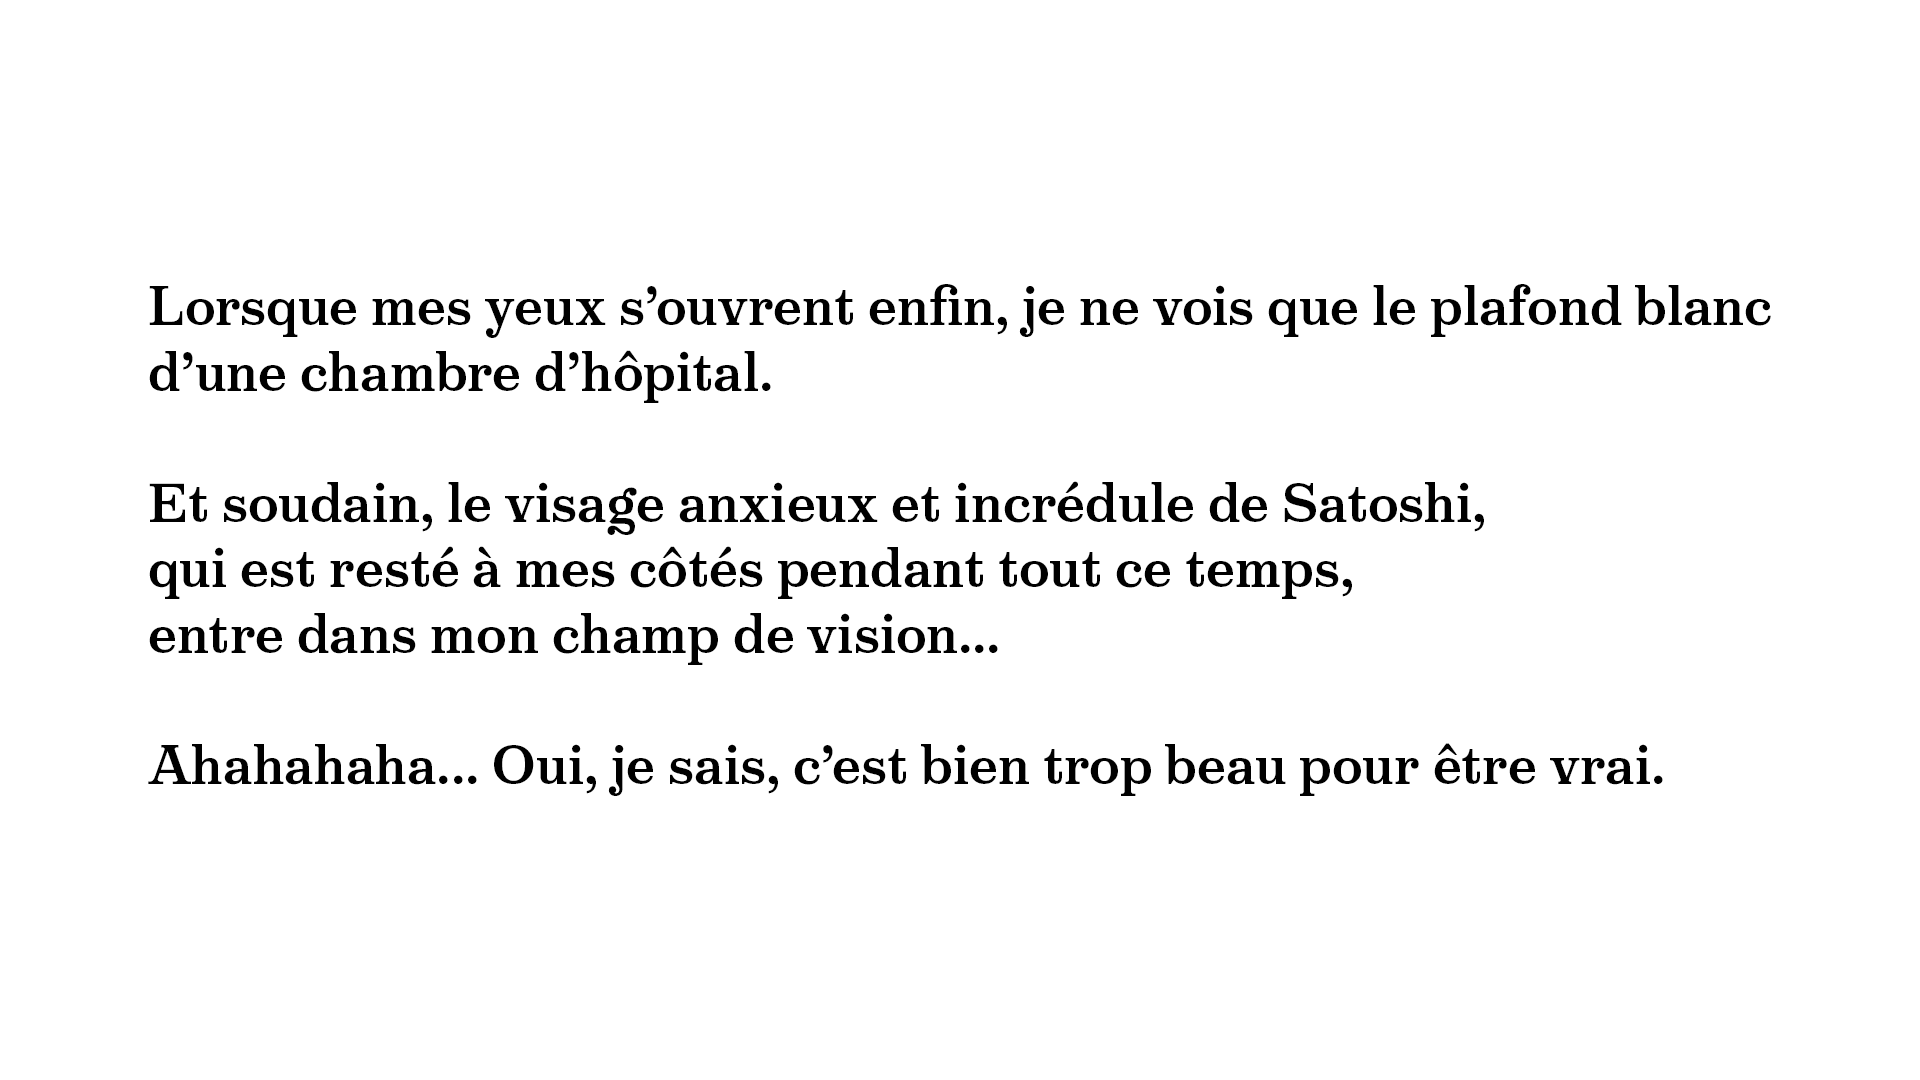 Lorsque mes yeux s’ouvrent enfin, je ne vois que le plafond blanc
d’une chambre d’hôpital.
Et soudain, le visage anxieux et incrédule de Satoshi,
qui est resté à mes côtés pendant tout ce temps,
entre dans mon champ de vision...
Ahahahaha... Oui, je sais, c’est bien trop beau pour être vrai.